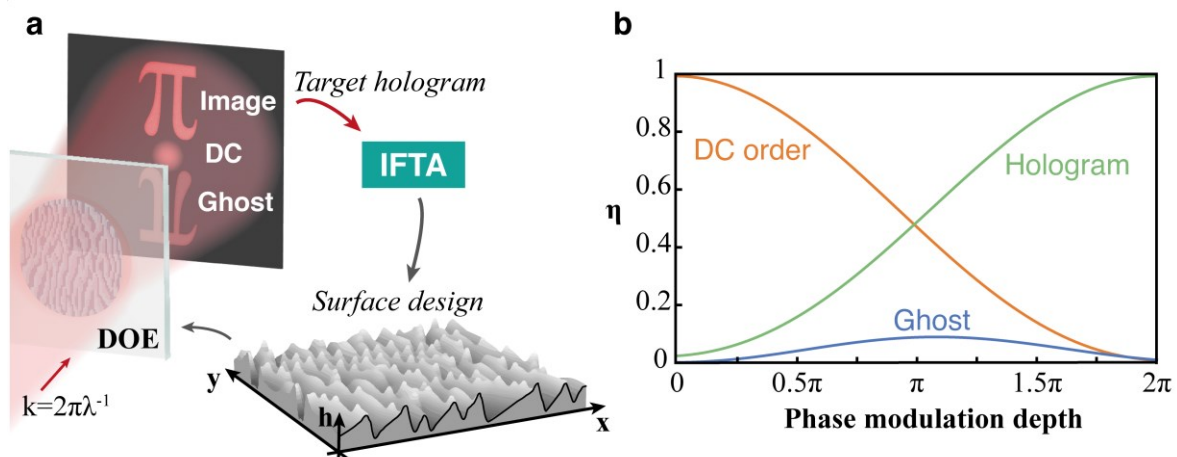 a
Target hologram
Image
DC
Ghost
IFTA
Surface design
DOE
k=2πλ⁻¹
y
h
x
b
1
0.8
0.6
η
0.4
0.2
0
DC order
Hologram
Ghost
0 0.5π π 1.5π 2π
Phase modulation depth